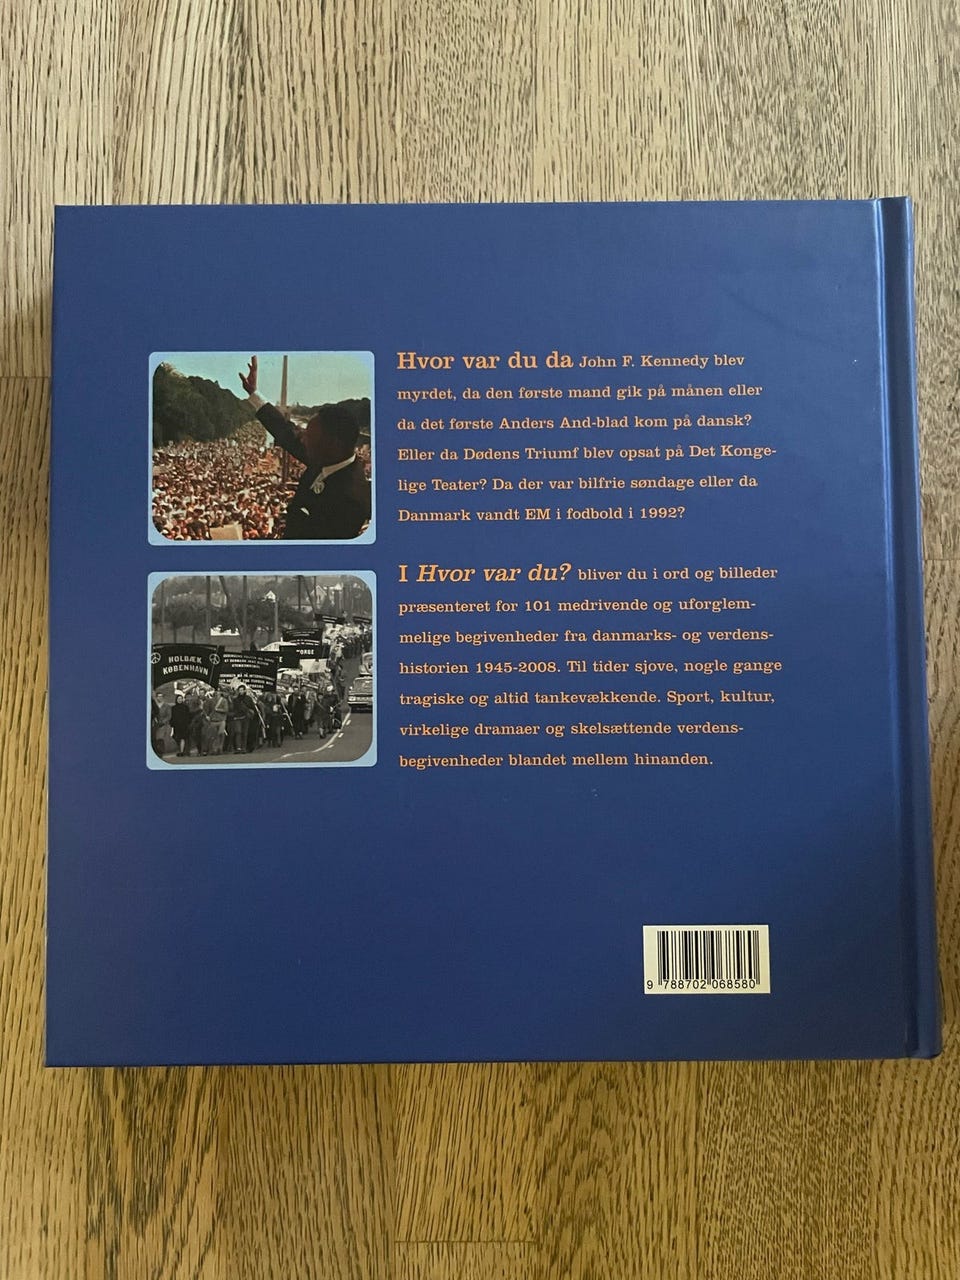 Hvor var du da John F. Kennedy blev
myrdet, da den første mand gik på månen eller
da det første Anders And-blad kom på dansk?
Eller da Dødens Triumf blev opsat på Det Konge-
lige Teater? Da der var bilfrie søndage eller da
Danmark vandt EM i fodbold i 1992?
I Hvor var du? bliver du i ord og billeder
præsenteret for 101 medrivende og uforglem-
melige begivenheder fra danmarks- og verdens-
historien 1945-2008. Til tider sjove, nogle gange
tragiske og altid tankevækkende. Sport, kultur,
virkelige dramaer og skelsættende verdens-
begivenheder blandet mellem hinanden.
HOLBÆK
KØBENHAVN
9 788702 068580